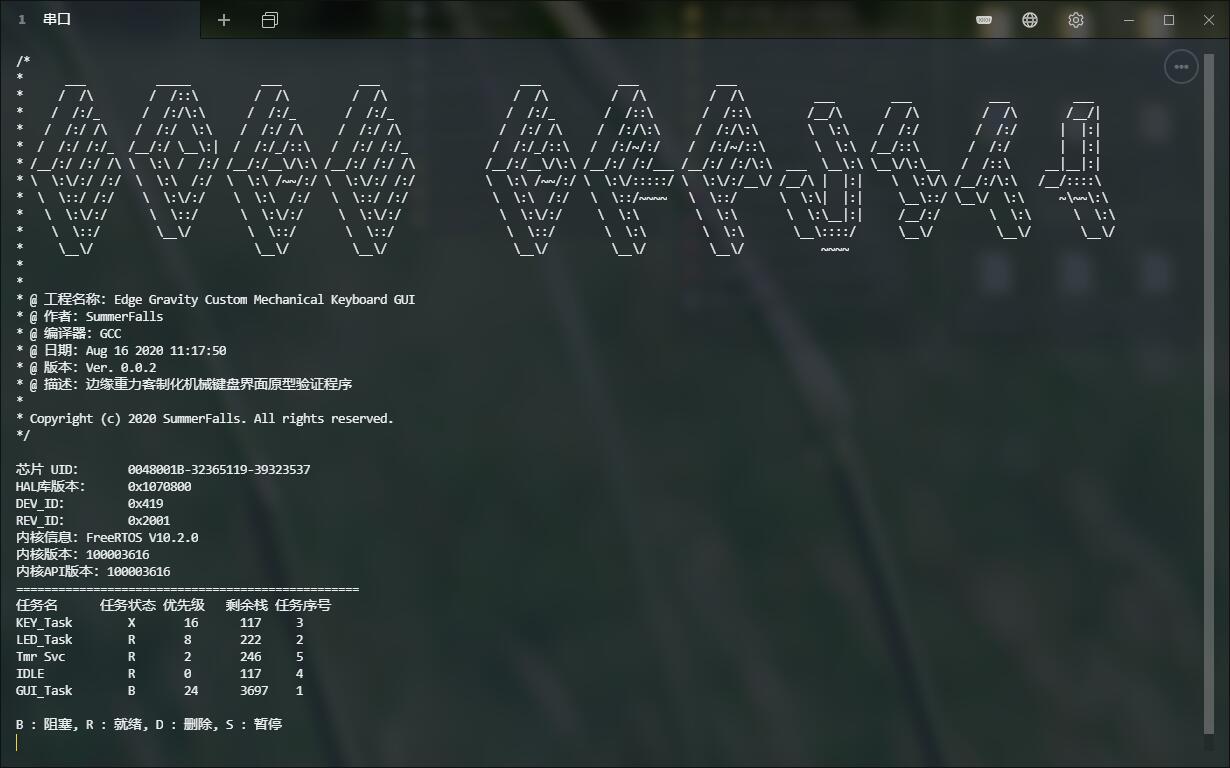 1 串口
/*
*
* EDGE GRAVITY
*
*
* @ 工程名称: Edge Gravity Custom Mechanical Keyboard GUI
* @ 作者: SummerFalls
* @ 编译器: GCC
* @ 日期: Aug 16 2020 11:17:50
* @ 版本: Ver. 0.0.2
* @ 描述: 边缘重力客制化机械键盘界面原型验证程序
*
* Copyright (c) 2020 SummerFalls. All rights reserved.
*/
芯片 UID: 0048001B-32365119-39323537
HAL库版本: 0x1070800
DEV_ID: 0x419
REV_ID: 0x2001
内核信息: FreeRTOS V10.2.0
内核版本: 100003616
内核API版本: 100003616
=================================================
任务名 任务状态 优先级 剩余栈 任务序号
KEY_Task X 16 117 3
LED_Task R 8 222 2
Tmr Svc R 2 246 5
IDLE R 0 117 4
GUI_Task B 24 3697 1
B : 阻塞, R : 就绪, D : 删除, S : 暂停